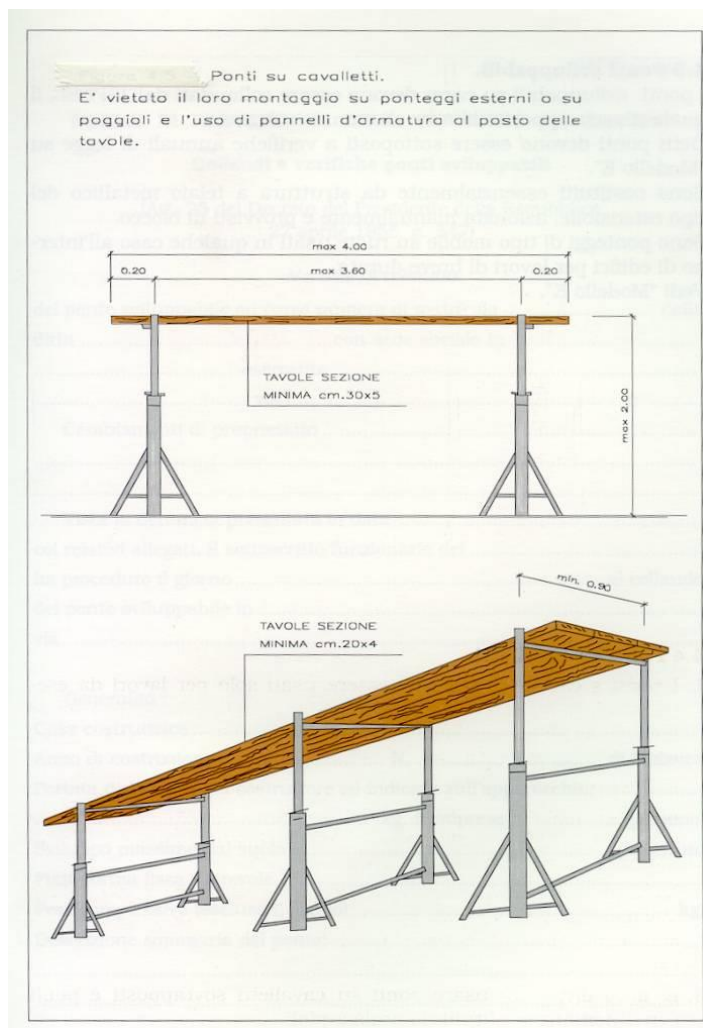 Ponti su cavalletti.
E' vietato il loro montaggio su ponteggi esterni o su
poggioli e l'uso di pannelli d'armatura al posto delle
tavole.
max 4.00
0.20 max 3.60 0.20
TAVOLE SEZIONE
MINIMA cm.30x5
max 2.00
min. 0.90
TAVOLE SEZIONE
MINIMA cm.20x4